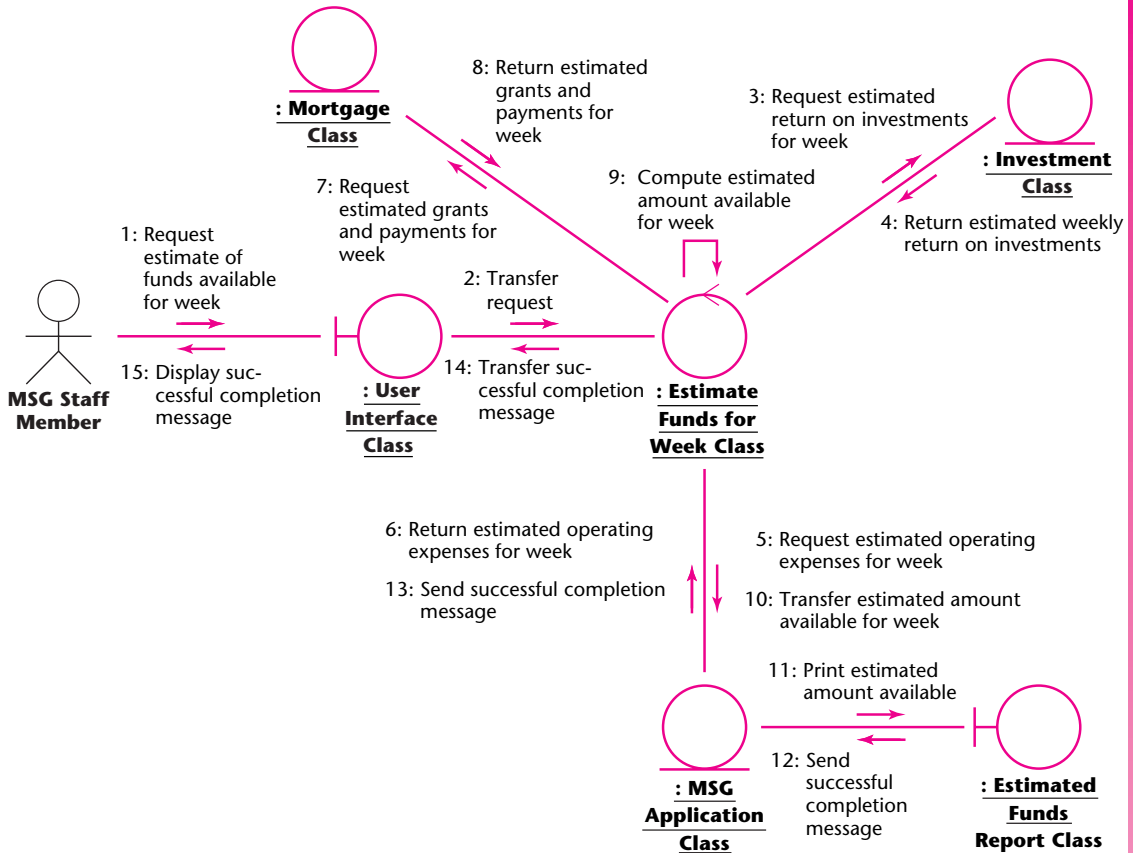 8: Return estimated
grants and
payments for
week
3: Request estimated
return on investments
for week
: Mortgage
Class
: Investment
Class
9: Compute estimated
amount available
for week
7: Request
estimated grants
and payments for
week
4: Return estimated weekly
return on investments
1: Request
estimate of
funds available
for week
2: Transfer
request
15: Display suc-
cessful completion
message
14: Transfer suc-
cessful completion
message
MSG Staff
Member
: User
Interface
Class
: Estimate
Funds for
Week Class
6: Return estimated operating
expenses for week
13: Send successful completion
message
5: Request estimated operating
expenses for week
10: Transfer estimated amount
available for week
11: Print estimated
amount available
12: Send
successful
completion
message
: MSG
Application
Class
: Estimated
Funds
Report Class